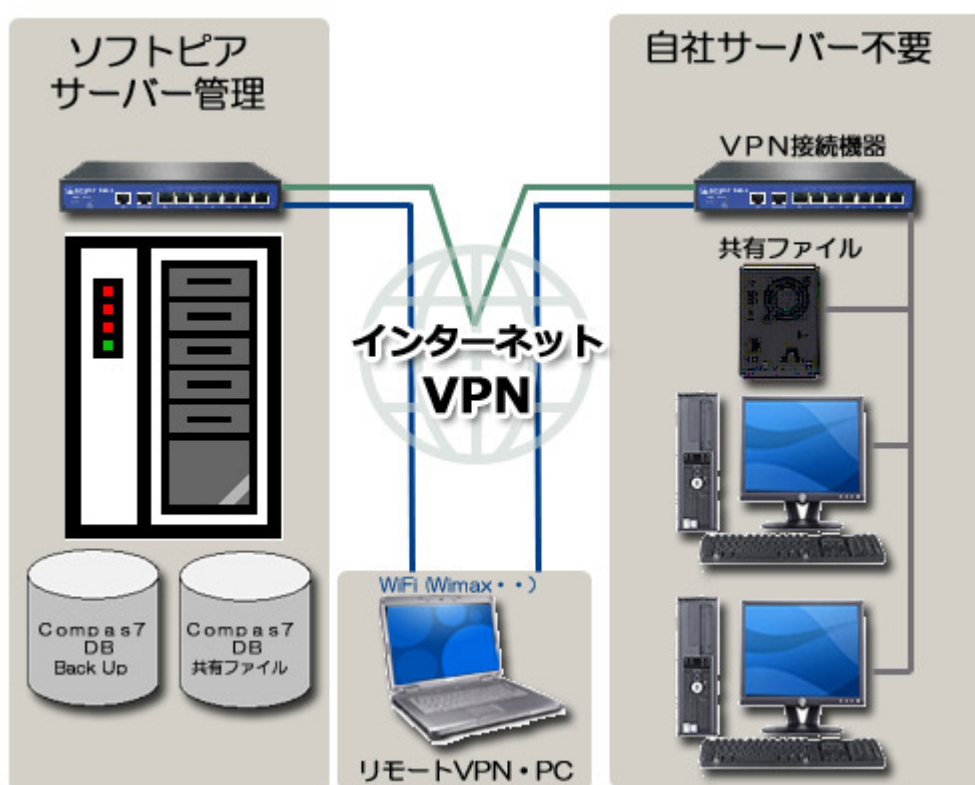 ソフトピア
サーバー管理
自社サーバー不要
VPN接続機器
共有ファイル
インターネット
VPN
Compas7
DB
Back Up
Compas7
DB
共有ファイル
WiFi (Wimax・・)
リモートVPN・PC